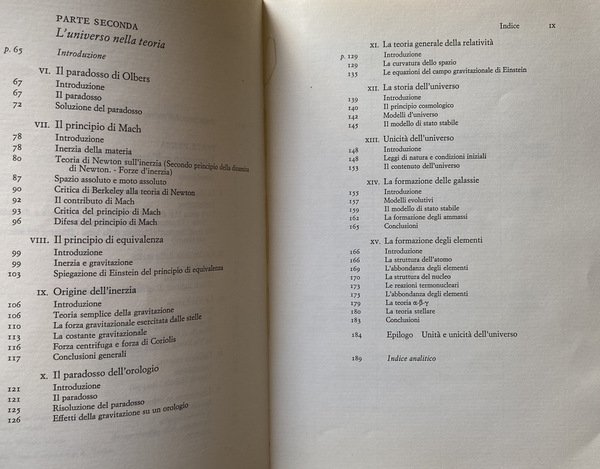 PARTE SECONDA
L'universo nella teoria
p. 65 Introduzione
VI. Il paradosso di Olbers
67 Introduzione
67 Il paradosso
72 Soluzione del paradosso
VII. Il principio di Mach
78 Introduzione
78 Inerzia della materia
80 Teoria di Newton sull'inerzia (Secondo principio della dinamica
di Newton. - Forze d'inerzia)
87 Spazio assoluto e moto assoluto
90 Critica di Berkeley alla teoria di Newton
92 Il contributo di Mach
93 Critica del principio di Mach
96 Difesa del principio di Mach
VIII. Il principio di equivalenza
99 Introduzione
99 Inerzia e gravitazione
103 Spiegazione di Einstein del principio di equivalenza
IX. Origine dell'inerzia
106 Introduzione
106 Teoria semplice della gravitazione
110 La forza gravitazionale esercitata dalle stelle
113 La costante gravitazionale
116 Forza centrifuga e forza di Coriolis
117 Conclusioni generali
X. Il paradosso dell'orologio
121 Introduzione
121 Il paradosso
125 Risoluzione del paradosso
126 Effetti della gravitazione su un orologio
Indice IX
XI. La teoria generale della relatività
p. 129 Introduzione
129 La curvatura dello spazio
135 Le equazioni del campo gravitazionale di Einstein
XII. La storia dell'universo
139 Introduzione
140 Il principio cosmologico
142 Modelli d'universo
145 Il modello di stato stabile
XIII. Unicità dell'universo
148 Introduzione
148 Leggi di natura e condizioni iniziali
153 Il contenuto dell'universo
XIV. La formazione delle galassie
155 Introduzione
157 Modelli evolutivi
159 Il modello di stato stabile
162 La formazione degli ammassi
165 Conclusioni
XV. La formazione degli elementi
166 Introduzione
166 La struttura dell'atomo
169 L'abbondanza degli elementi
170 La struttura del nucleo
173 Le reazioni termonucleari
175 L'abbondanza degli elementi
179 La teoria α-β-γ
180 La teoria stellare
183 Conclusioni
184 Epilogo Unità e unicità dell'universo
189 Indice analitico